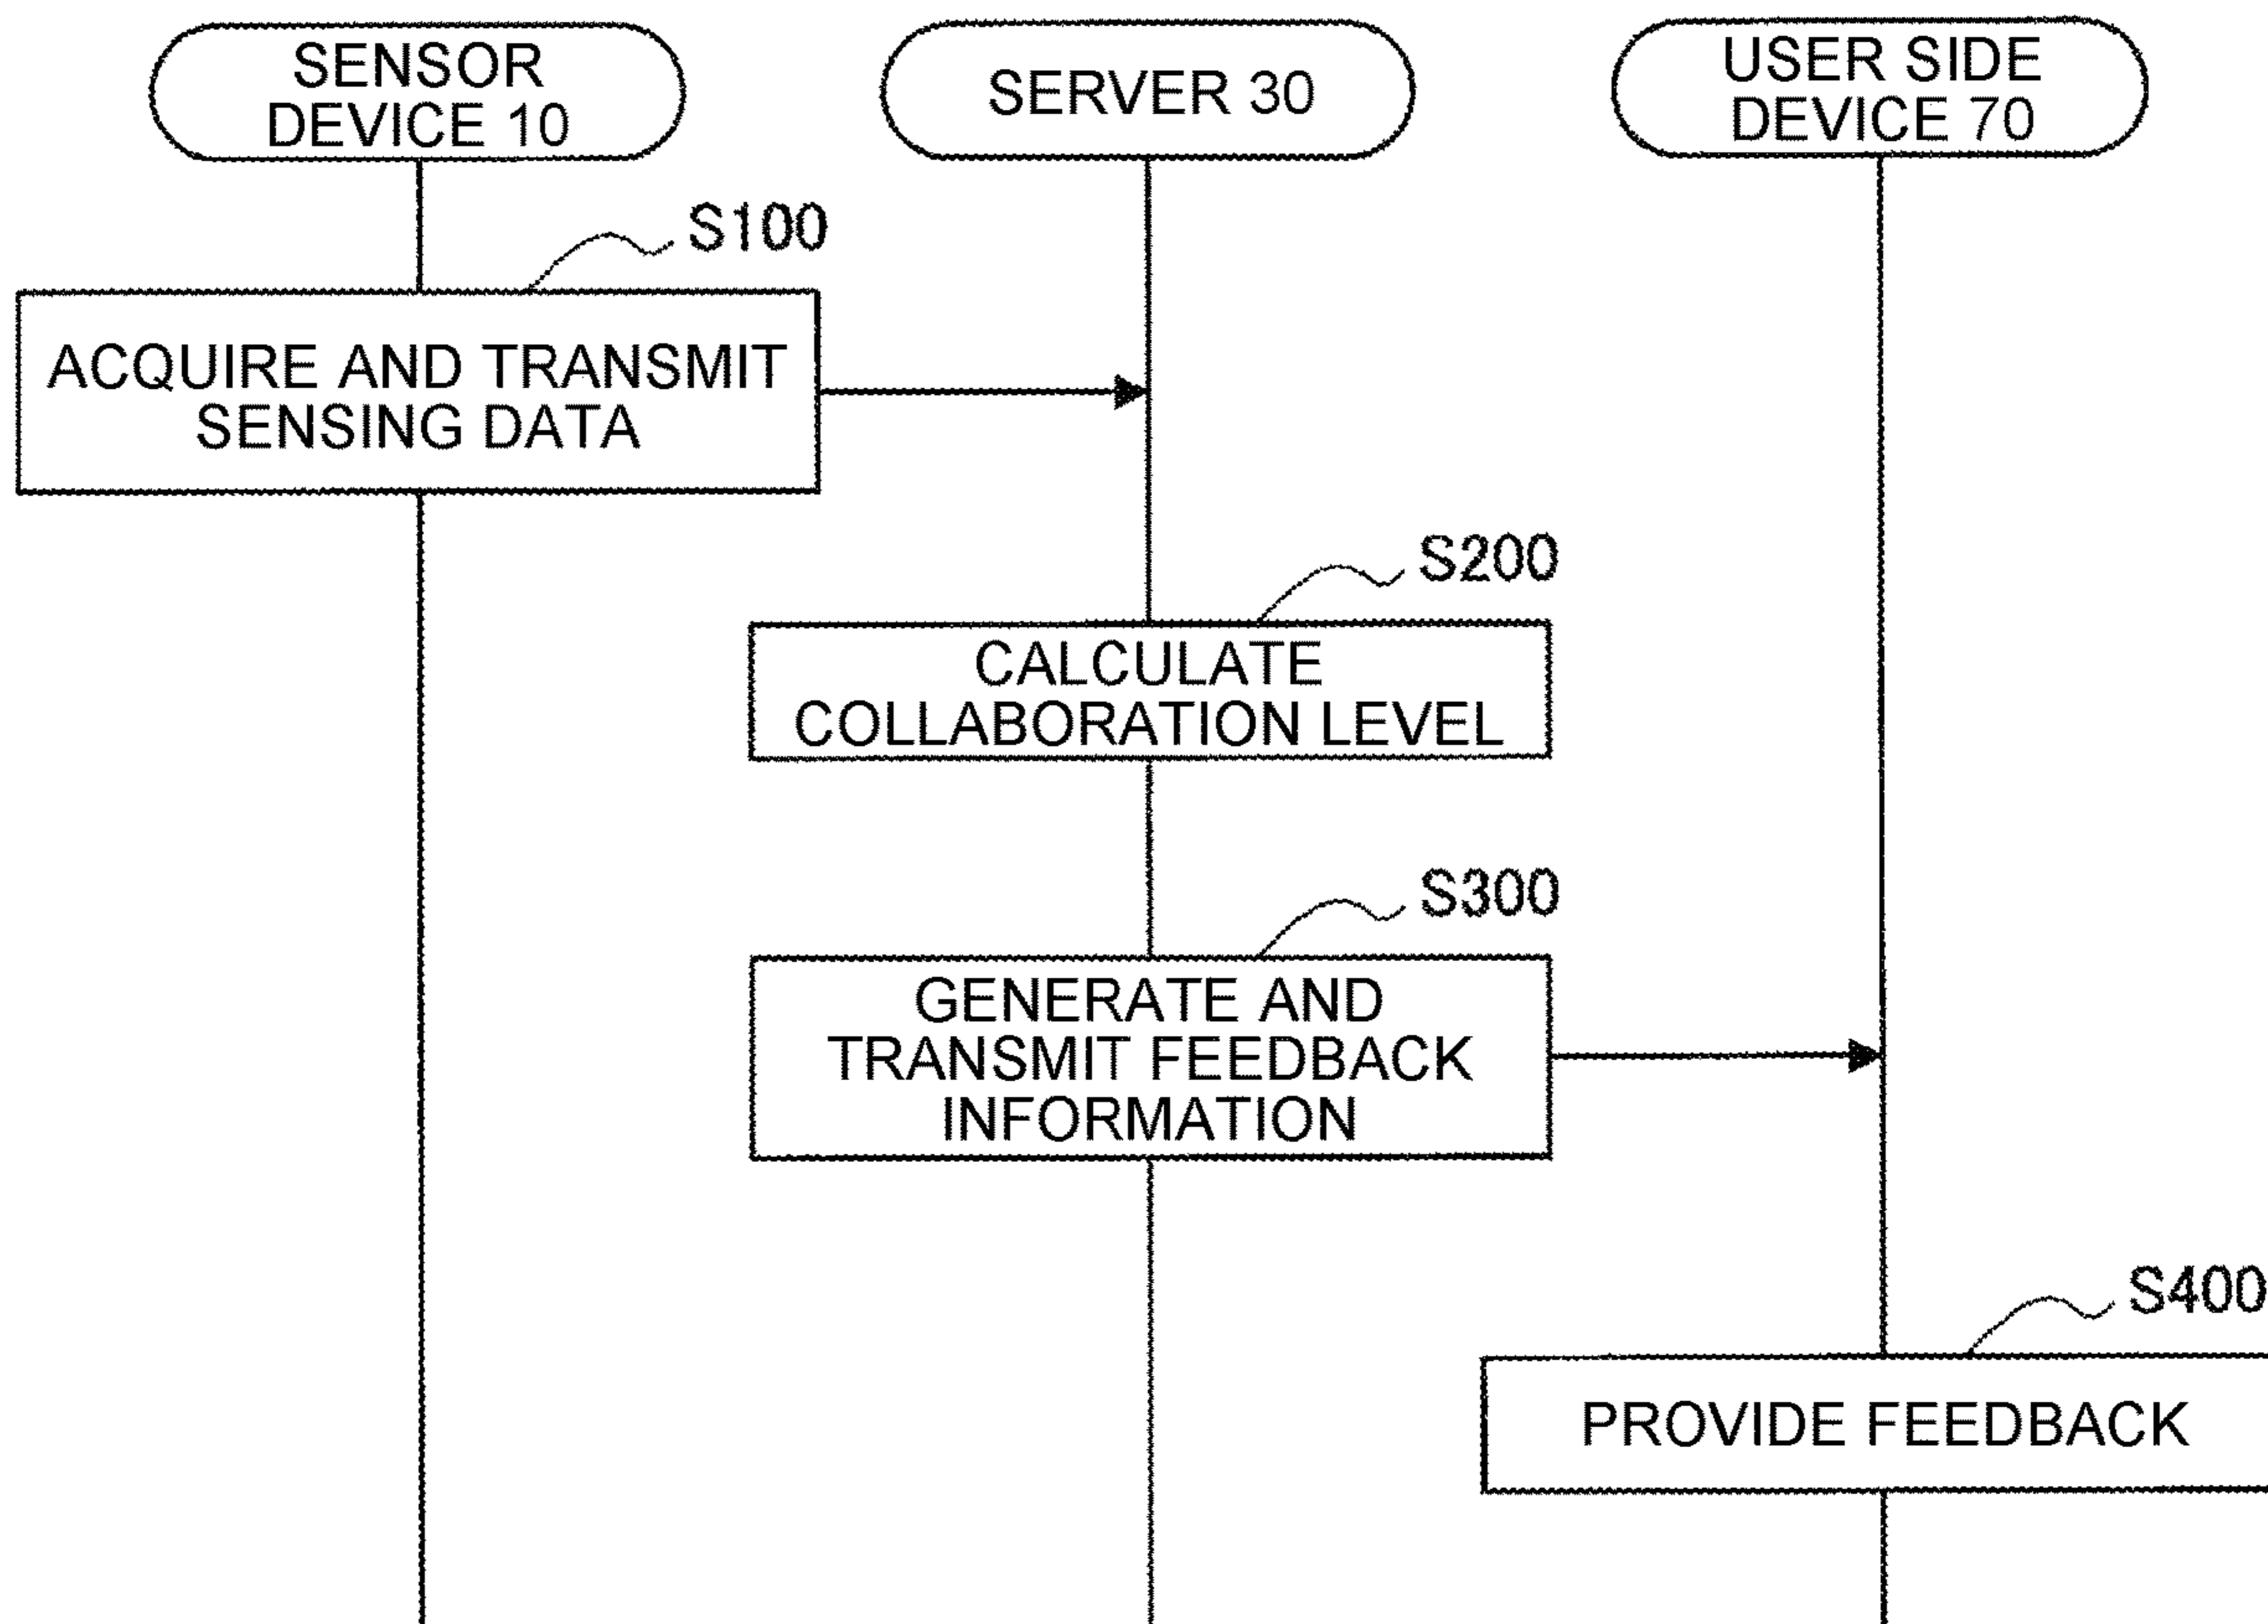 SENSOR
DEVICE 10
SERVER 30
USER SIDE
DEVICE 70
S100
ACQUIRE AND TRANSMIT
SENSING DATA
S200
CALCULATE
COLLABORATION LEVEL
S300
GENERATE AND
TRANSMIT FEEDBACK
INFORMATION
S400
PROVIDE FEEDBACK